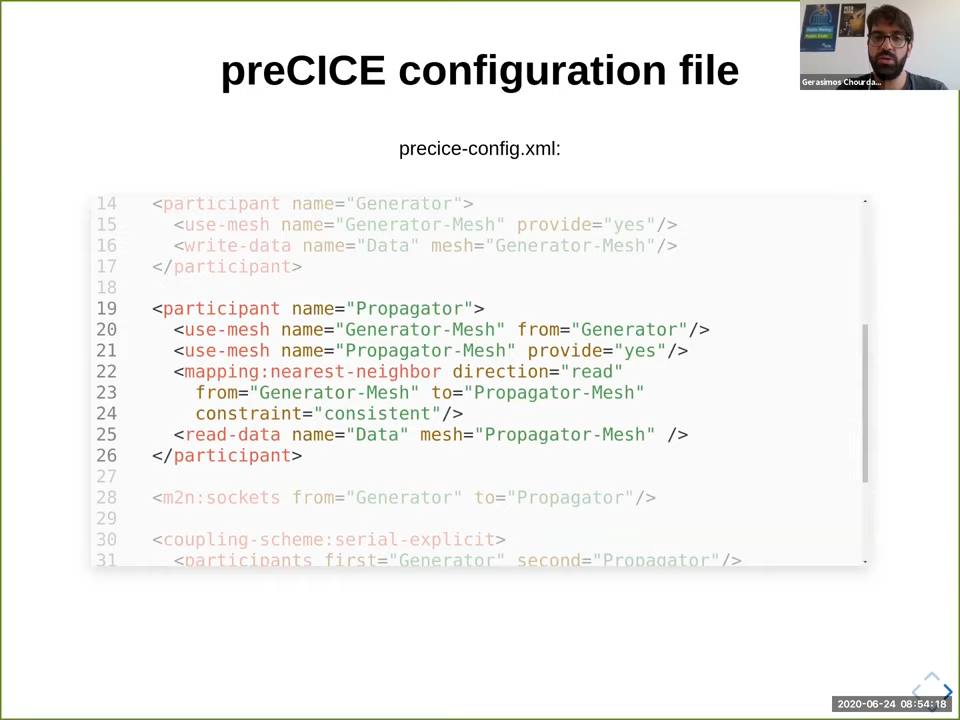 preCICE configuration file
Gerasimos Chourda...
precice-config.xml:
14 <participant name="Generator">
15 <use-mesh name="Generator-Mesh" provide="yes"/>
16 <write-data name="Data" mesh="Generator-Mesh"/>
17 </participant>
18
19 <participant name="Propagator">
20 <use-mesh name="Generator-Mesh" from="Generator"/>
21 <use-mesh name="Propagator-Mesh" provide="yes"/>
22 <mapping:nearest-neighbor direction="read"
23 from="Generator-Mesh" to="Propagator-Mesh"
24 constraint="consistent"/>
25 <read-data name="Data" mesh="Propagator-Mesh" />
26 </participant>
27
28 <m2n:sockets from="Generator" to="Propagator"/>
29
30 <coupling-scheme:serial-explicit>
31 <participants first="Generator" second="Propagator"/>
2020-06-24 08:54:18